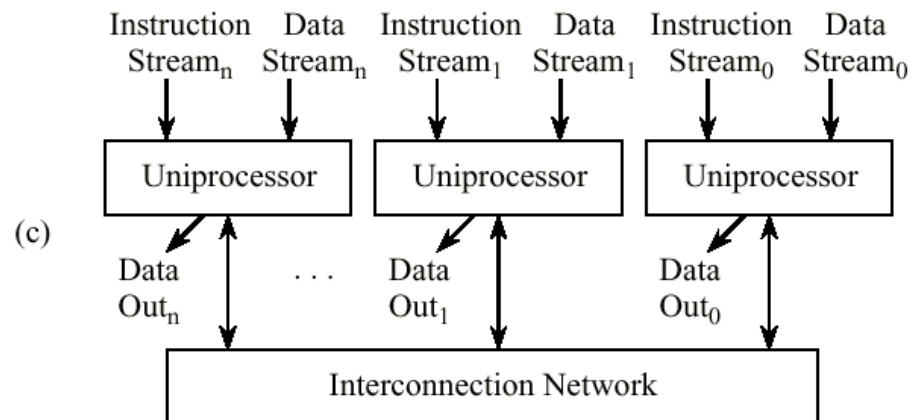 Instruction Stream_n
Data Stream_n
Instruction Stream_1
Data Stream_1
Instruction Stream_0
Data Stream_0
Uniprocessor
Uniprocessor
Uniprocessor
(c)
Data
Out_n
. . .
Data
Out_1
Data
Out_0
Interconnection Network